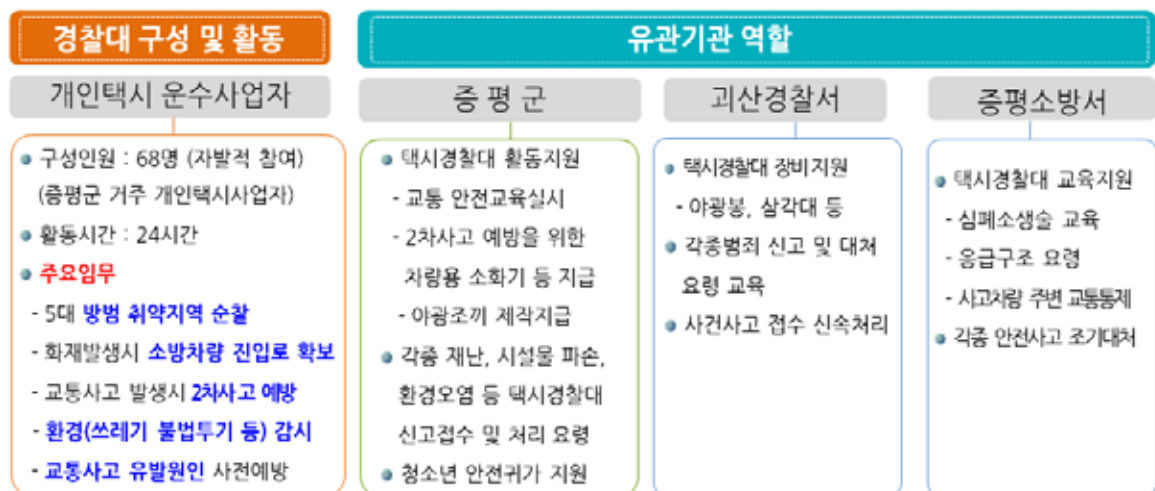 경찰대 구성 및 활동
유관기관 역할
개인택시 운수사업자
증 평 군
괴산경찰서
증평소방서
구성인원 : 68명 (자발적 참여)
(증평군 거주 개인택시사업자)
활동시간 : 24시간
주요임무
- 5대 방범 취약지역 순찰
- 화재발생시 소방차량 진입로 확보
- 교통사고 발생시 2차사고 예방
- 환경(쓰레기 불법투기 등) 감시
- 교통사고 유발원인 사전예방
택시경찰대 활동지원
- 교통 안전교육실시
- 2차사고 예방을 위한
차량용 소화기 등 지급
- 야광조끼 제작지급
각종 재난, 시설물 파손,
환경오염 등 택시경찰대
신고접수 및 처리 요령
청소년 안전귀가 지원
택시경찰대 장비지원
- 야광봉, 삼각대 등
각종범죄 신고 및 대처
요령 교육
사건사고 접수 신속처리
택시경찰대 교육지원
- 심폐소생술 교육
- 응급구조 요령
- 사고차량 주변 교통통제
각종 안전사고 조기대처